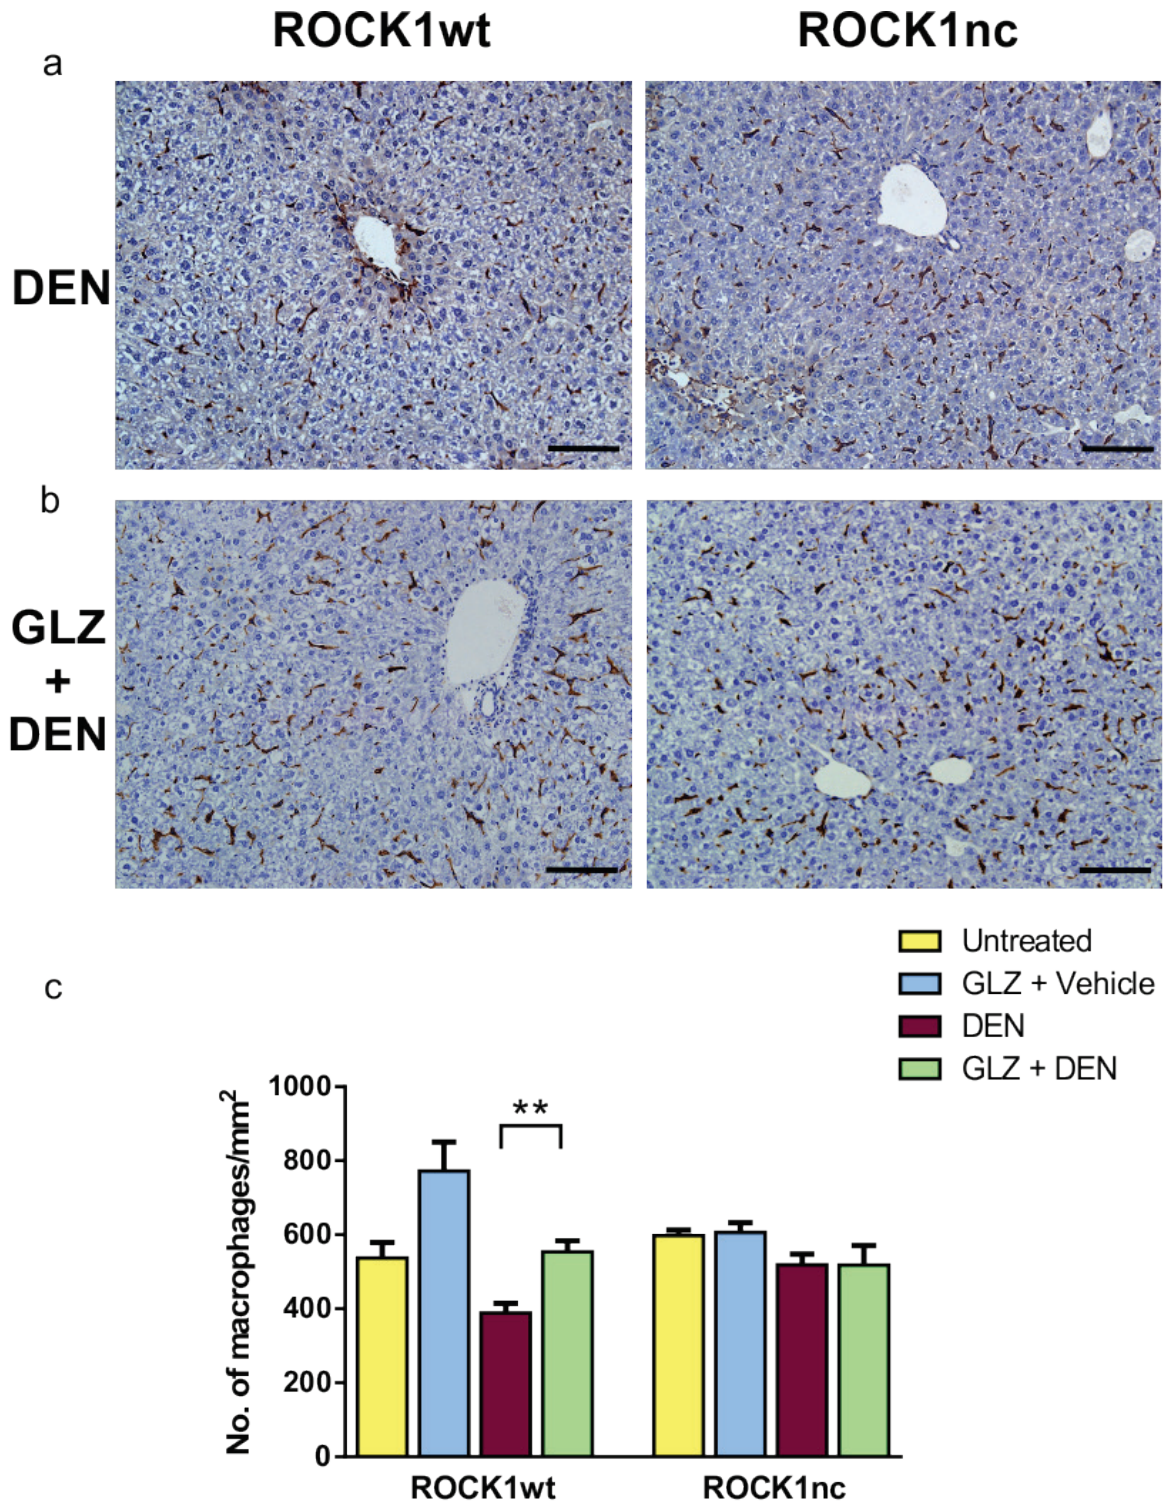 ROCK1wt ROCK1nc
a
DEN
b
GLZ
+
DEN
Untreated
GLZ + Vehicle
DEN
GLZ + DEN
c
No. of macrophages/mm²
1000
800
600
400
200
0
**
ROCK1wt ROCK1nc